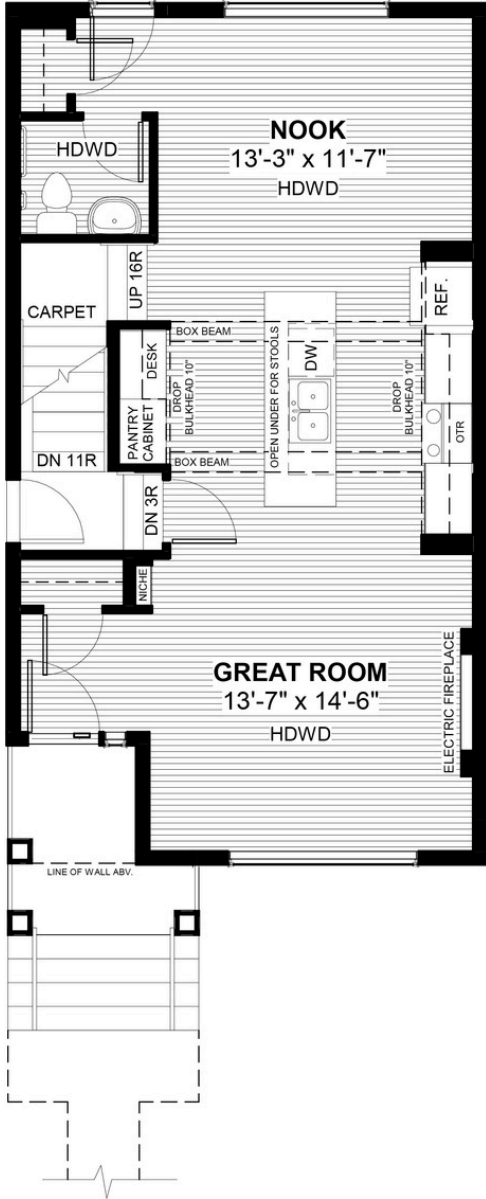 NOOK
13'-3" x 11'-7"
HDWD
HDWD
UP 16R
REF.
CARPET
BOX BEAM
DESK
DROP
BULKHEAD 10"
OPEN UNDER FOR STOOLS
DW
DROP
BULKHEAD 10"
OTR
PANTRY
CABINET
DN 11R
BOX BEAM
DN 3R
NICHE
GREAT ROOM
13'-7" x 14'-6"
HDWD
ELECTRIC FIREPLACE
LINE OF WALL ABV.